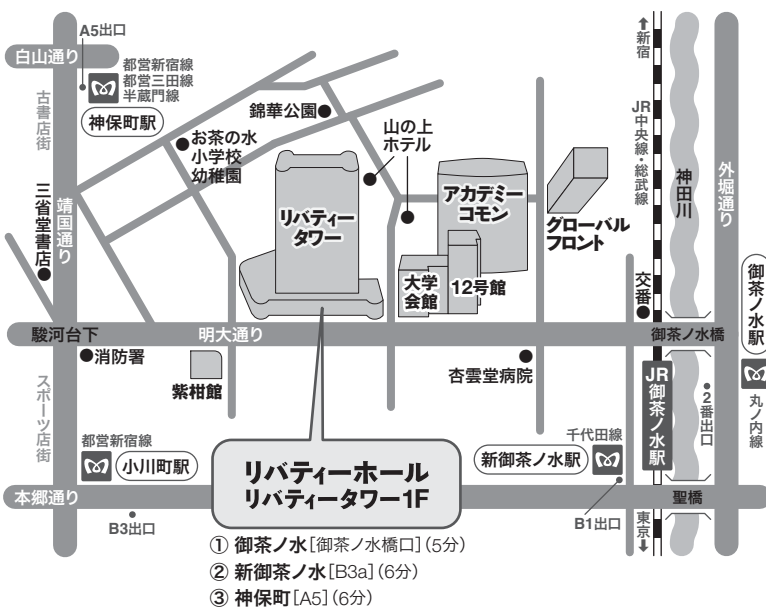 A5出口
白山通り
都営新宿線
都営三田線
半蔵門線
神保町駅
古書店街
錦華公園
お茶の水
小学校
幼稚園
山の上
ホテル
三省堂書店
靖国通り
リバティー
タワー
アカデミー
コモン
グローバル
フロント
大学
会館
12号館
↑新宿
JR
中央線・総武線
神田川
外堀通り
交番
御茶ノ水駅
丸ノ内線
駿河台下
明大通り
御茶ノ水橋
消防署
紫紺館
杏雲堂病院
JR
御茶ノ水駅
2番出口
スポーツ店街
都営新宿線
小川町駅
千代田線
新御茶ノ水駅
リバティーホール
リバティータワー1F
本郷通り
聖橋
B3出口
B1出口
東京↓
① 御茶ノ水[御茶ノ水橋口](5分)
② 新御茶ノ水[B3a](6分)
③ 神保町[A5](6分)